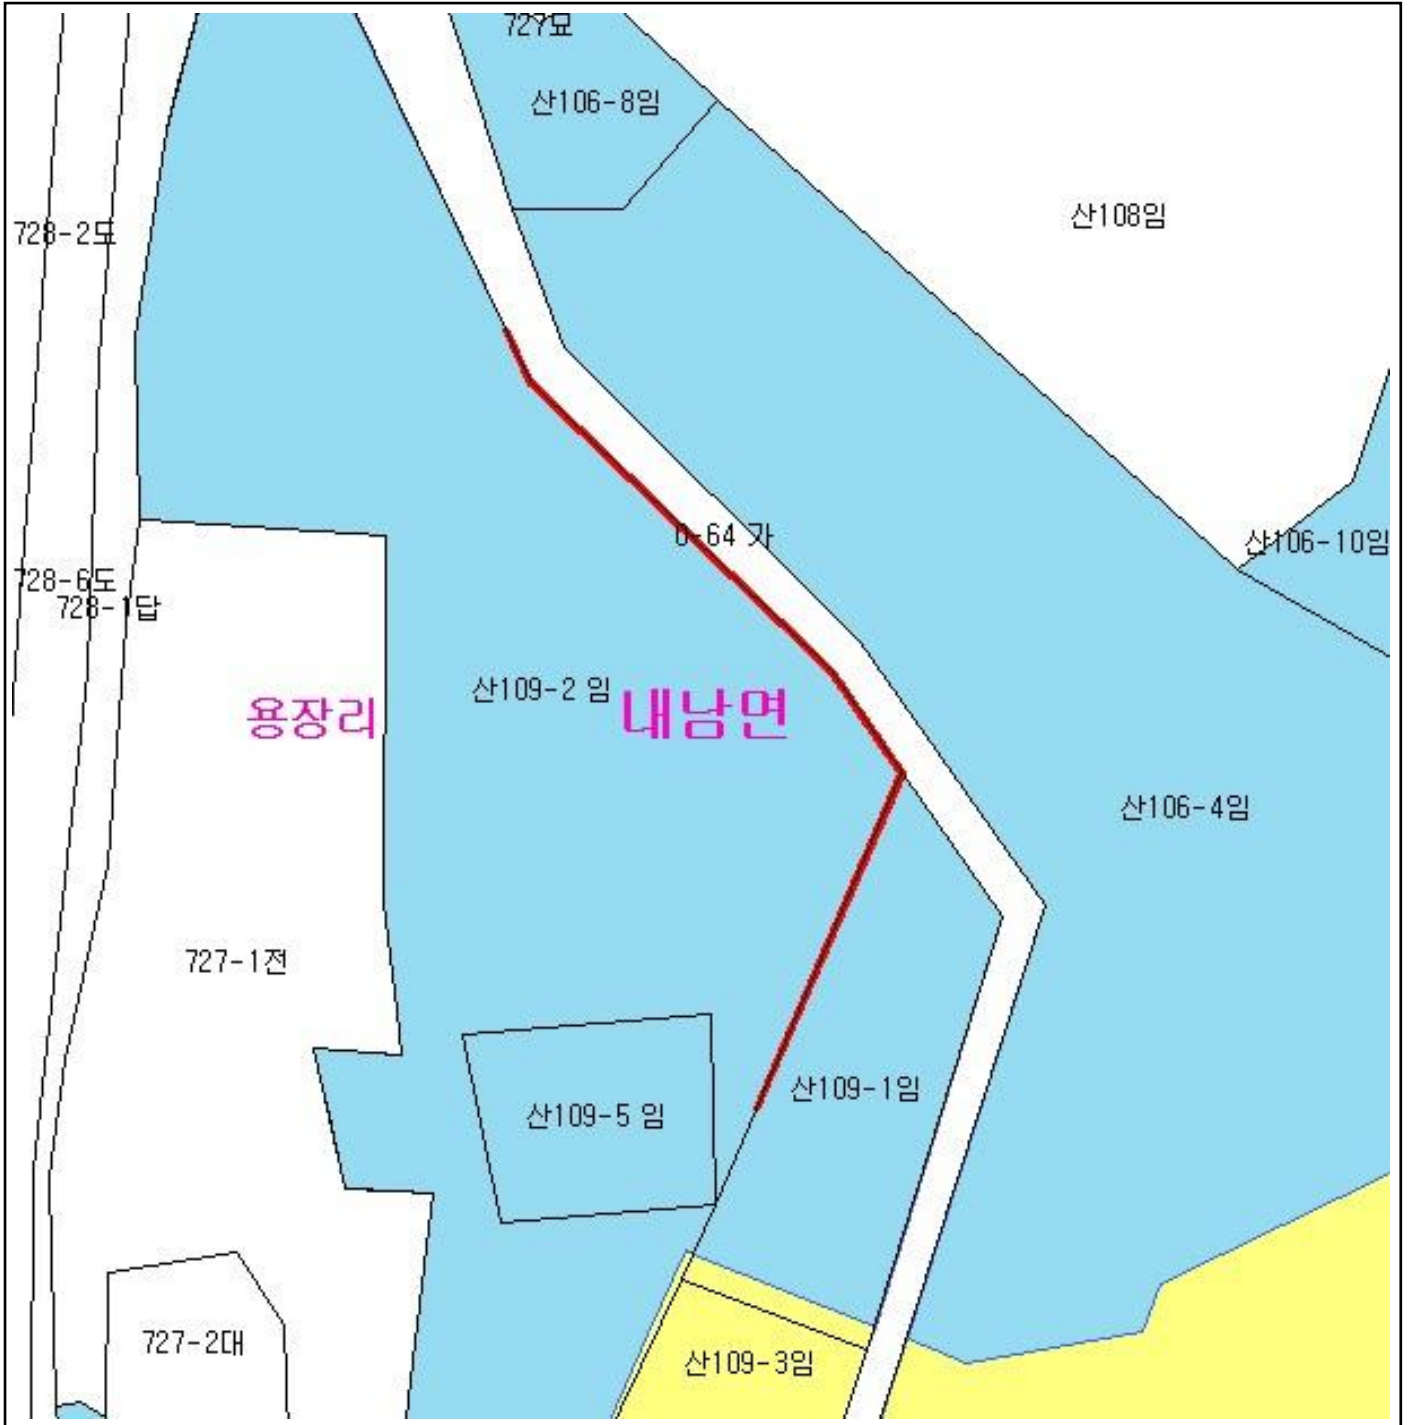 727묘
산106-8임
산108임
728-2도
0-64 가
산106-10임
728-6도
728-1답
산109-2 임
용장리
내남면
산106-4임
727-1전
산109-1임
산109-5 임
727-2대
산109-3임